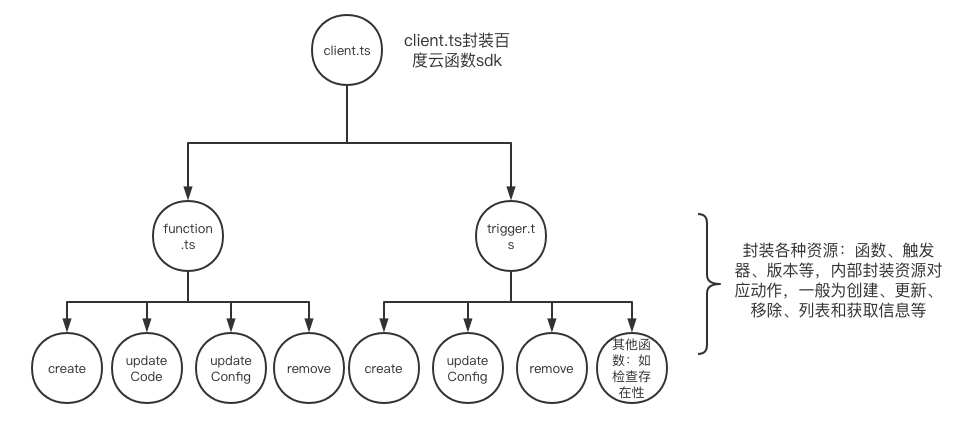 client.ts
client.ts封装百
度云函数sdk
function
.ts
trigger.t
s
封装各种资源：函数、触发
器、版本等，内部封装资源对
应动作，一般为创建、更新、
移除、列表和获取信息等
create
update
Code
update
Config
remove
create
update
Config
remove
其他函
数：如
检查存
在性